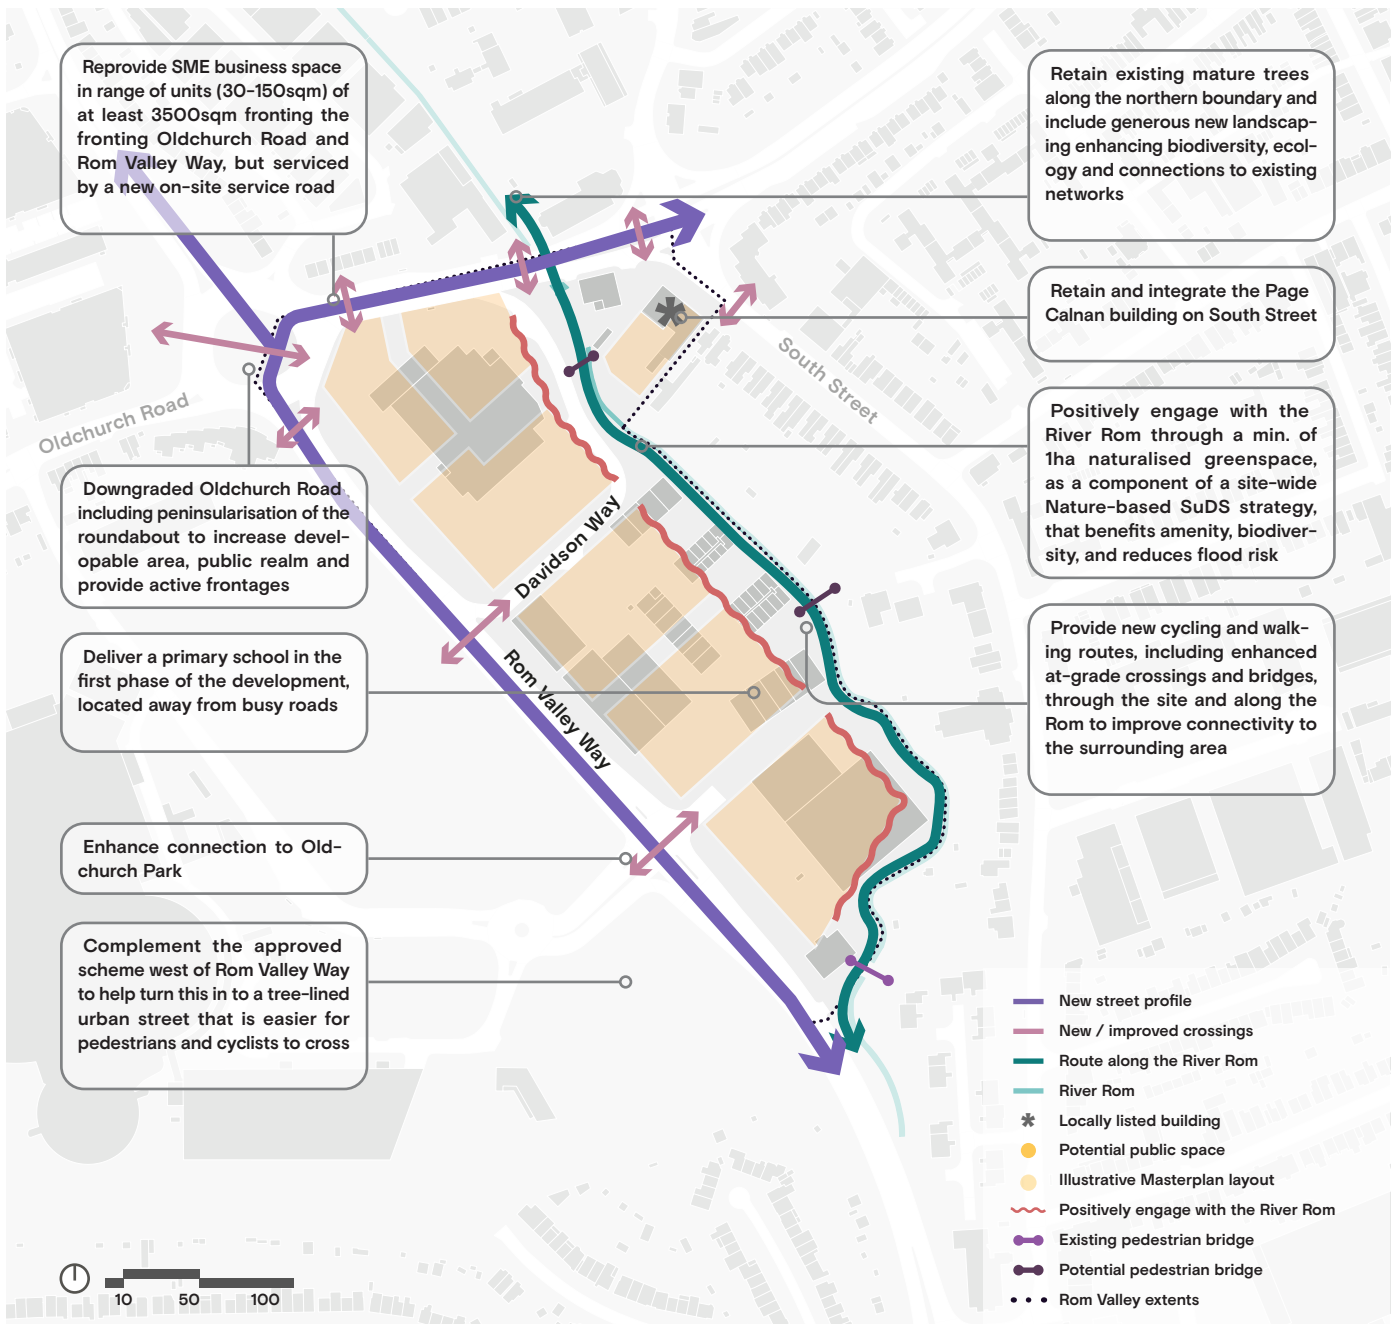 Reprovide SME business space
in range of units (30-150sqm) of
at least 3500sqm fronting the
fronting Oldchurch Road and
Rom Valley Way, but serviced
by a new on-site service road
Retain existing mature trees
along the northern boundary and
include generous new landscap-
ing enhancing biodiversity, ecol-
ogy and connections to existing
networks
Retain and integrate the Page
Calnan building on South Street
South Street
Oldchurch Road
Positively engage with the
River Rom through a min. of
1ha naturalised greenspace,
as a component of a site-wide
Nature-based SuDS strategy,
that benefits amenity, biodiver-
sity, and reduces flood risk
Downgraded Oldchurch Road
including peninsularisation of the
roundabout to increase devel-
opable area, public realm and
provide active frontages
Davidson Way
Rom Valley Way
Deliver a primary school in the
first phase of the development,
located away from busy roads
Provide new cycling and walk-
ing routes, including enhanced
at-grade crossings and bridges,
through the site and along the
Rom to improve connectivity to
the surrounding area
Enhance connection to Old-
church Park
Complement the approved
scheme west of Rom Valley Way
to help turn this in to a tree-lined
urban street that is easier for
pedestrians and cyclists to cross
New street profile
New / improved crossings
Route along the River Rom
River Rom
Locally listed building
Potential public space
Illustrative Masterplan layout
Positively engage with the River Rom
Existing pedestrian bridge
Potential pedestrian bridge
Rom Valley extents
10 50 100